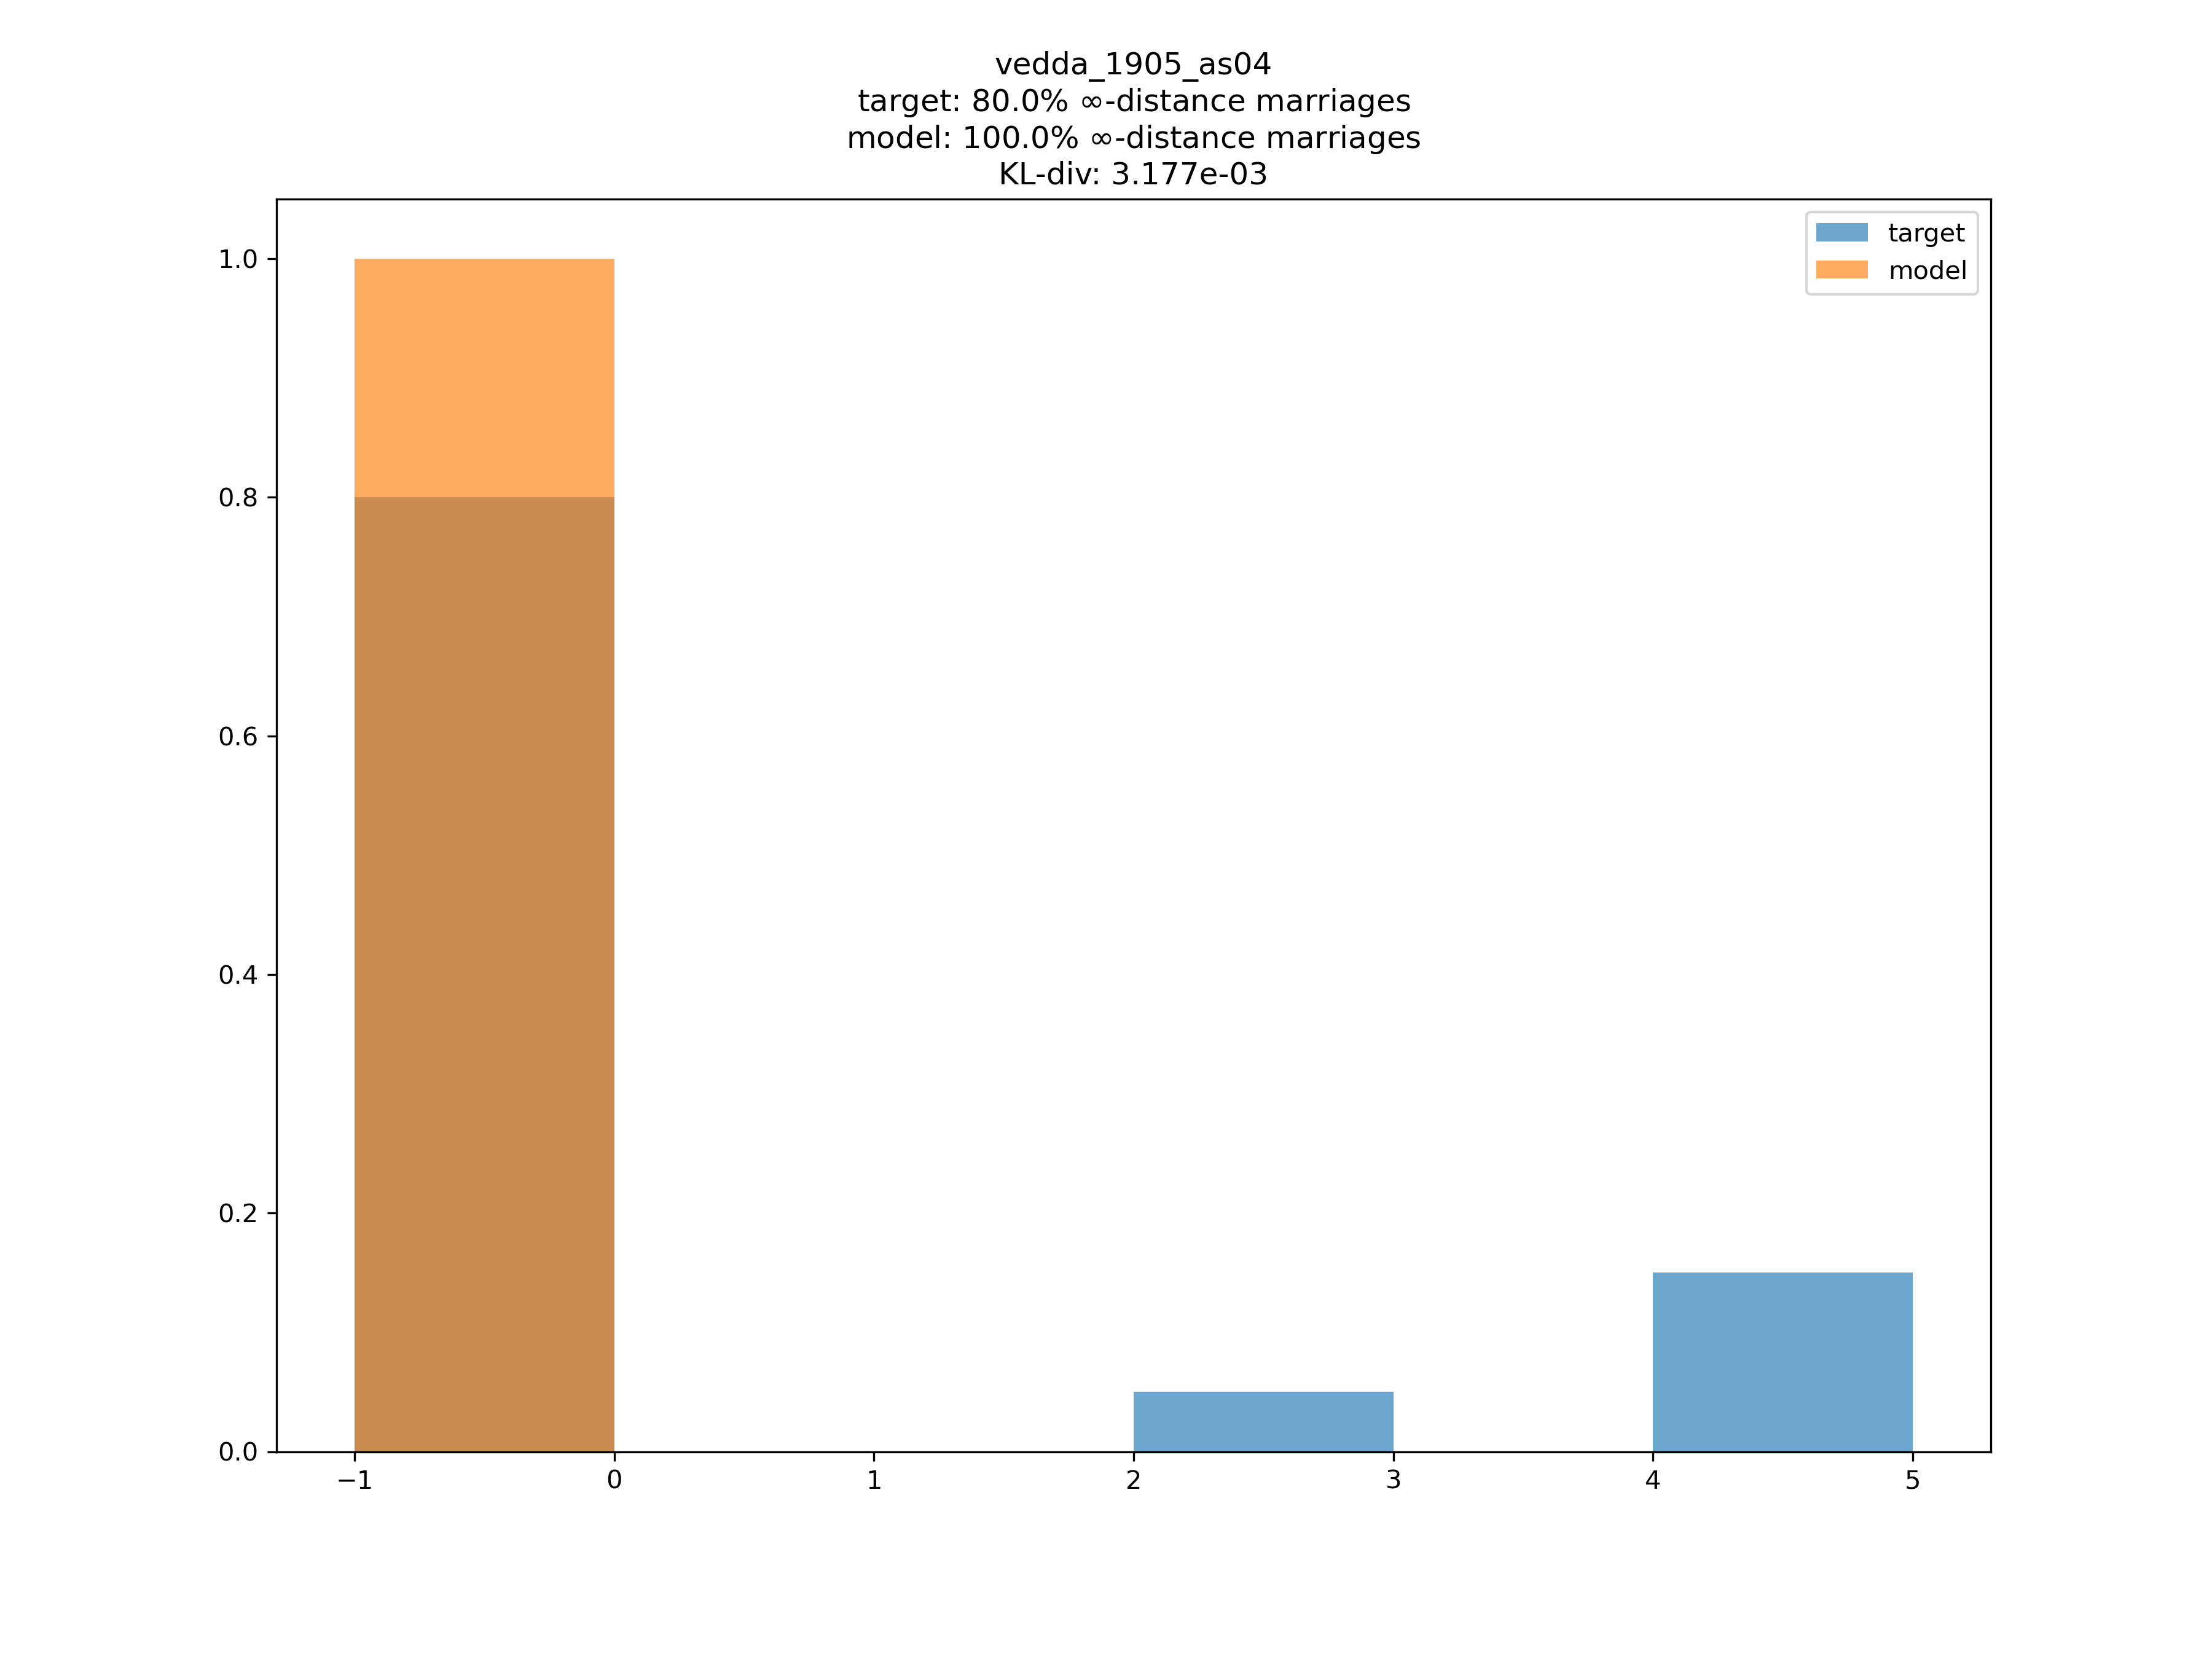 vedda_1905_as04
target: 80.0% ∞-distance marriages
model: 100.0% ∞-distance marriages
KL-div: 3.177e-03
target
model
1.0
0.8
0.6
0.4
0.2
0.0
−1 0 1 2 3 4 5